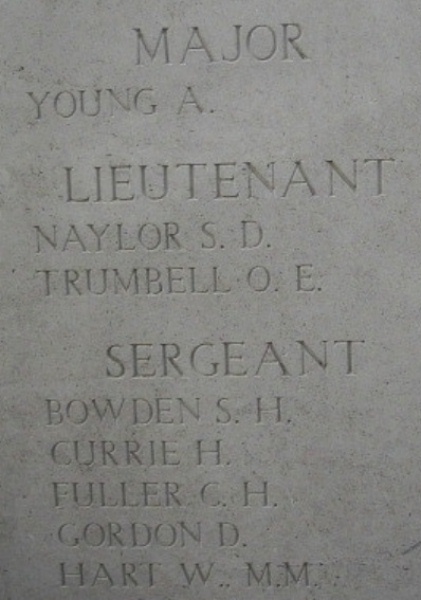 MAJOR
YOUNG A.
LIEUTENANT
NAYLOR S. D.
TRUMBELL O. E.
SERGEANT
BOWDEN S. H.
CURRIE H.
FULLER C. H.
GORDON D.
HART W., M.M.